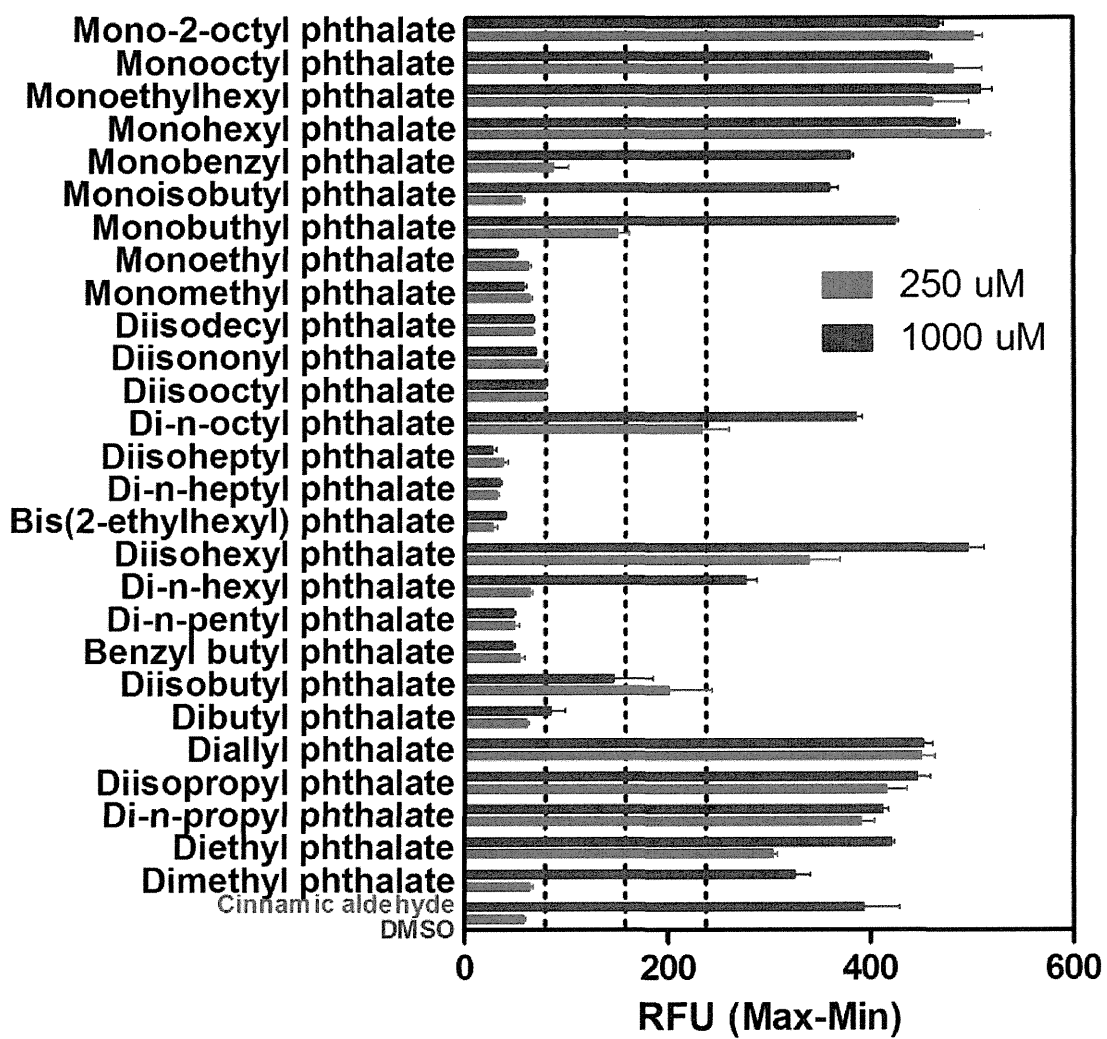 Mono-2-octyl phthalate
Monooctyl phthalate
Monoethylhexyl phthalate
Monohexyl phthalate
Monobenzyl phthalate
Monoisobutyl phthalate
Monobuthyl phthalate
Monoethyl phthalate
Monomethyl phthalate
Diisodecyl phthalate
Diisononyl phthalate
Diisooctyl phthalate
Di-n-octyl phthalate
Diisoheptyl phthalate
Di-n-heptyl phthalate
Bis(2-ethylhexyl) phthalate
Diisohexyl phthalate
Di-n-hexyl phthalate
Di-n-pentyl phthalate
Benzyl butyl phthalate
Diisobutyl phthalate
Dibutyl phthalate
Diallyl phthalate
Diisopropyl phthalate
Di-n-propyl phthalate
Diethyl phthalate
Dimethyl phthalate
Cinnamic aldehyde
DMSO
250 uM
1000 uM
0 200 400 600
RFU (Max-Min)